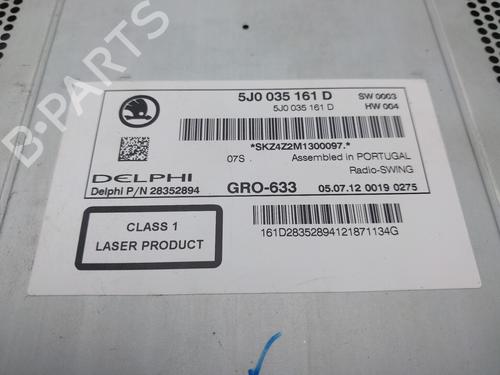 5J0 035 161 D SW 0003
5J0 035 161 D HW 004
*SKZ4Z2M1300097.*
07S Assembled in PORTUGAL
Radio-SWING
DELPHI
Delphi P/N 28352894 GRO-633 05.07.12 0019 0275
CLASS 1
LASER PRODUCT
161D28352894121871134G
B-PARTS